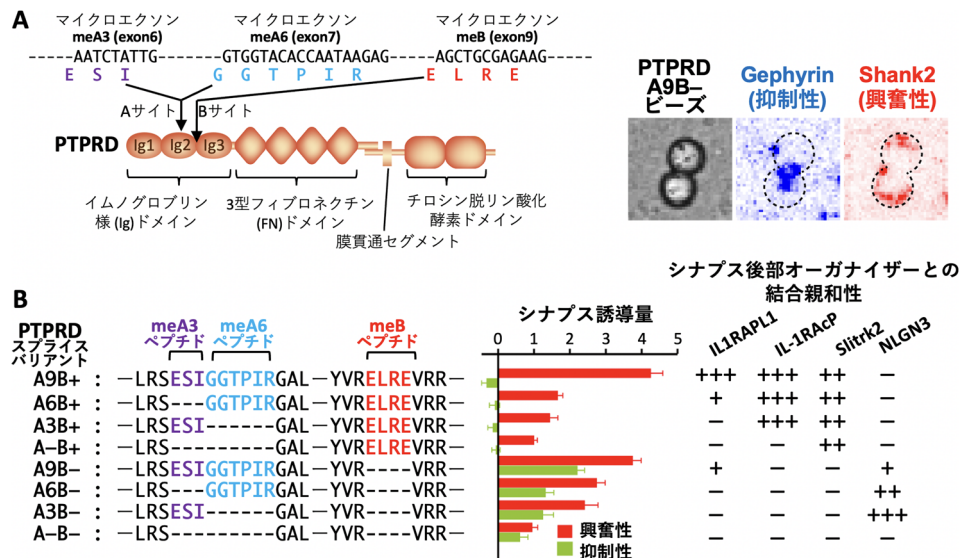 A
マイクロエクソン マイクロエクソン マイクロエクソン
meA3 (exon6) meA6 (exon7) meB (exon9)
-----AATCTATTG------GTGGTACACCAATAAGAG-----AGCTGCGAGAAG-----
E S I G G T P I R E L R E
Aサイト Bサイト
PTPRD Ig1 Ig2 Ig3
イムノグロブリン
様 (Ig)ドメイン
3型フィブロネクチン
(FN)ドメイン
チロシン脱リン酸化
酵素ドメイン
膜貫通セグメント
PTPRD
A9B–
ビーズ
Gephyrin
(抑制性)
Shank2
(興奮性)
B
シナプス後部オーガナイザーとの
結合親和性
PTPRD
スプライス
バリアント
meA3
ペプチド
meA6
ペプチド
meB
ペプチド
シナプス誘導量
-1 0 1 2 3 4 5
IL1RAPL1 IL-1RAcP Slitrk2 NLGN3
A9B+ : —LRSESIGGTPIRGAL—YVRELREVRR— +++ +++ ++ −
A6B+ : —LRS---GGTPIRGAL—YVRELREVRR— + +++ ++ −
A3B+ : —LRSESI------GAL—YVRELREVRR— − +++ ++ −
A−B+ : —LRS---------GAL—YVRELREVRR— − − ++ −
A9B- : —LRSESIGGTPIRGAL—YVR----VRR— + − − +
A6B- : —LRS---GGTPIRGAL—YVR----VRR— − − − ++
A3B- : —LRSESI------GAL—YVR----VRR— − − − +++
A−B- : —LRS---------GAL—YVR----VRR— − − − −
興奮性
抑制性